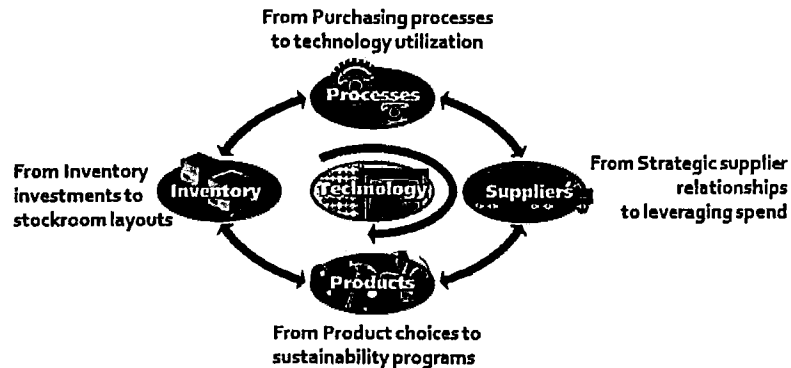 From Purchasing processes
to technology utilization
Processes
From Inventory
investments to
stockroom layouts
Inventory
Technology
Suppliers
From Strategic supplier
relationships
to leveraging spend
Products
From Product choices to
sustainability programs